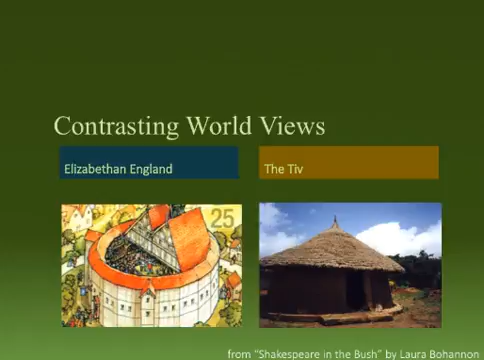 Contrasting World Views
Elizabethan England
The Tiv
25
from "Shakespeare in the Bush" by Laura Bohannon